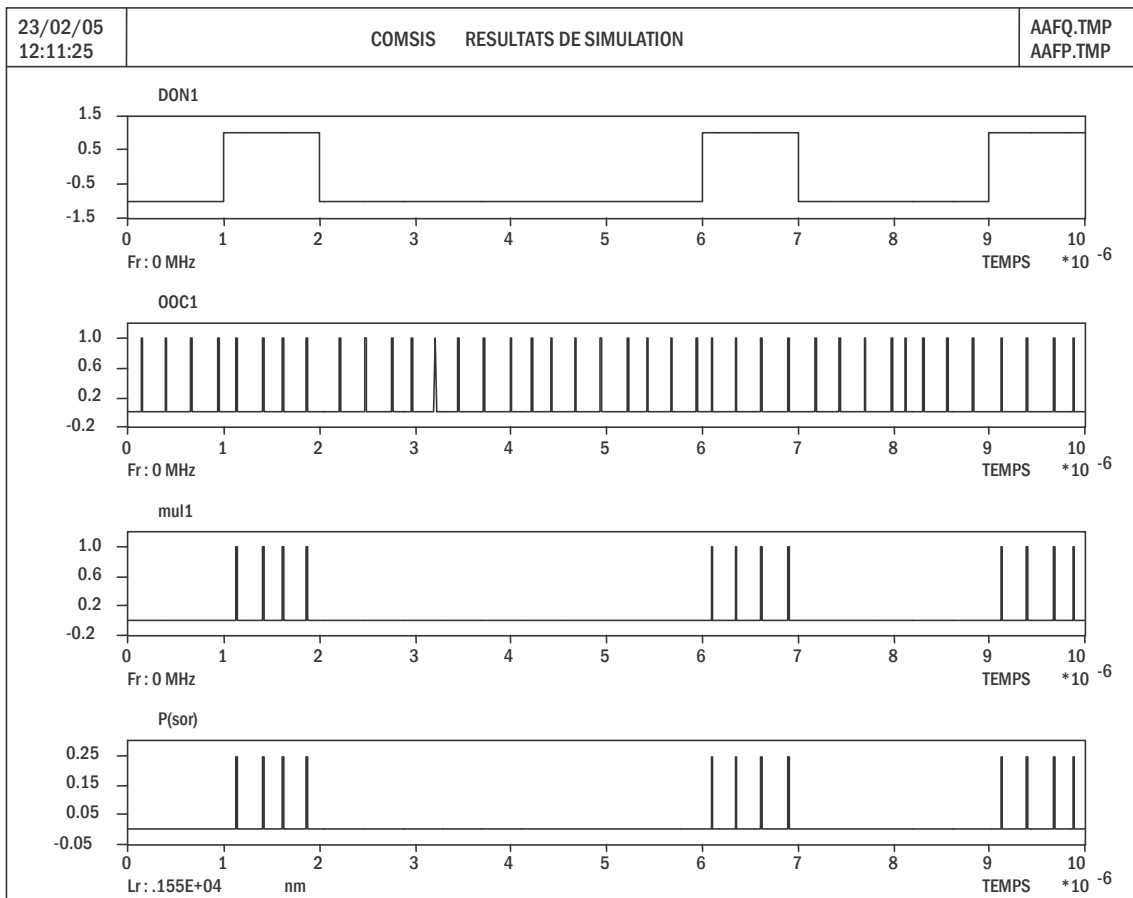 23/02/05
12:11:25
COMSIS RESULTATS DE SIMULATION
AAFQ.TMP
AAFP.TMP
DON1
1.5
0.5
-0.5
-1.5
0 1 2 3 4 5 6 7 8 9 10
Fr : 0 MHz TEMPS *10 -6
OOC1
1.0
0.6
0.2
-0.2
0 1 2 3 4 5 6 7 8 9 10
Fr : 0 MHz TEMPS *10 -6
mul1
1.0
0.6
0.2
-0.2
0 1 2 3 4 5 6 7 8 9 10
Fr : 0 MHz TEMPS *10 -6
P(sor)
0.25
0.15
0.05
-0.05
0 1 2 3 4 5 6 7 8 9 10
Lr : .155E+04 nm TEMPS *10 -6